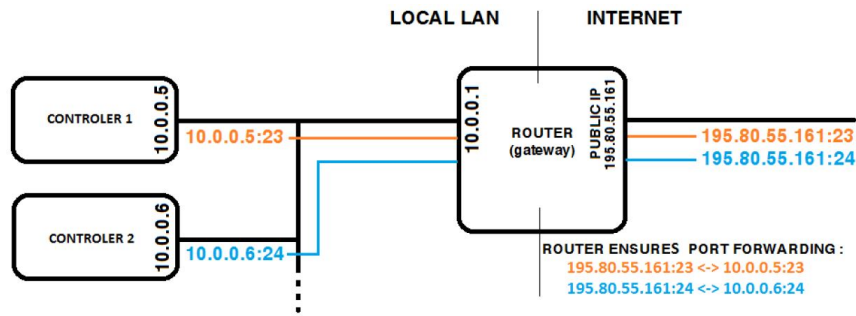 LOCAL LAN
INTERNET
CONTROLER 1
10.0.0.5
10.0.0.5:23
10.0.0.1
ROUTER
(gateway)
PUBLIC IP
195.80.55.161
195.80.55.161:23
195.80.55.161:24
CONTROLER 2
10.0.0.6
10.0.0.6:24
ROUTER ENSURES PORT FORWARDING :
195.80.55.161:23 <-> 10.0.0.5:23
195.80.55.161:24 <-> 10.0.0.6:24